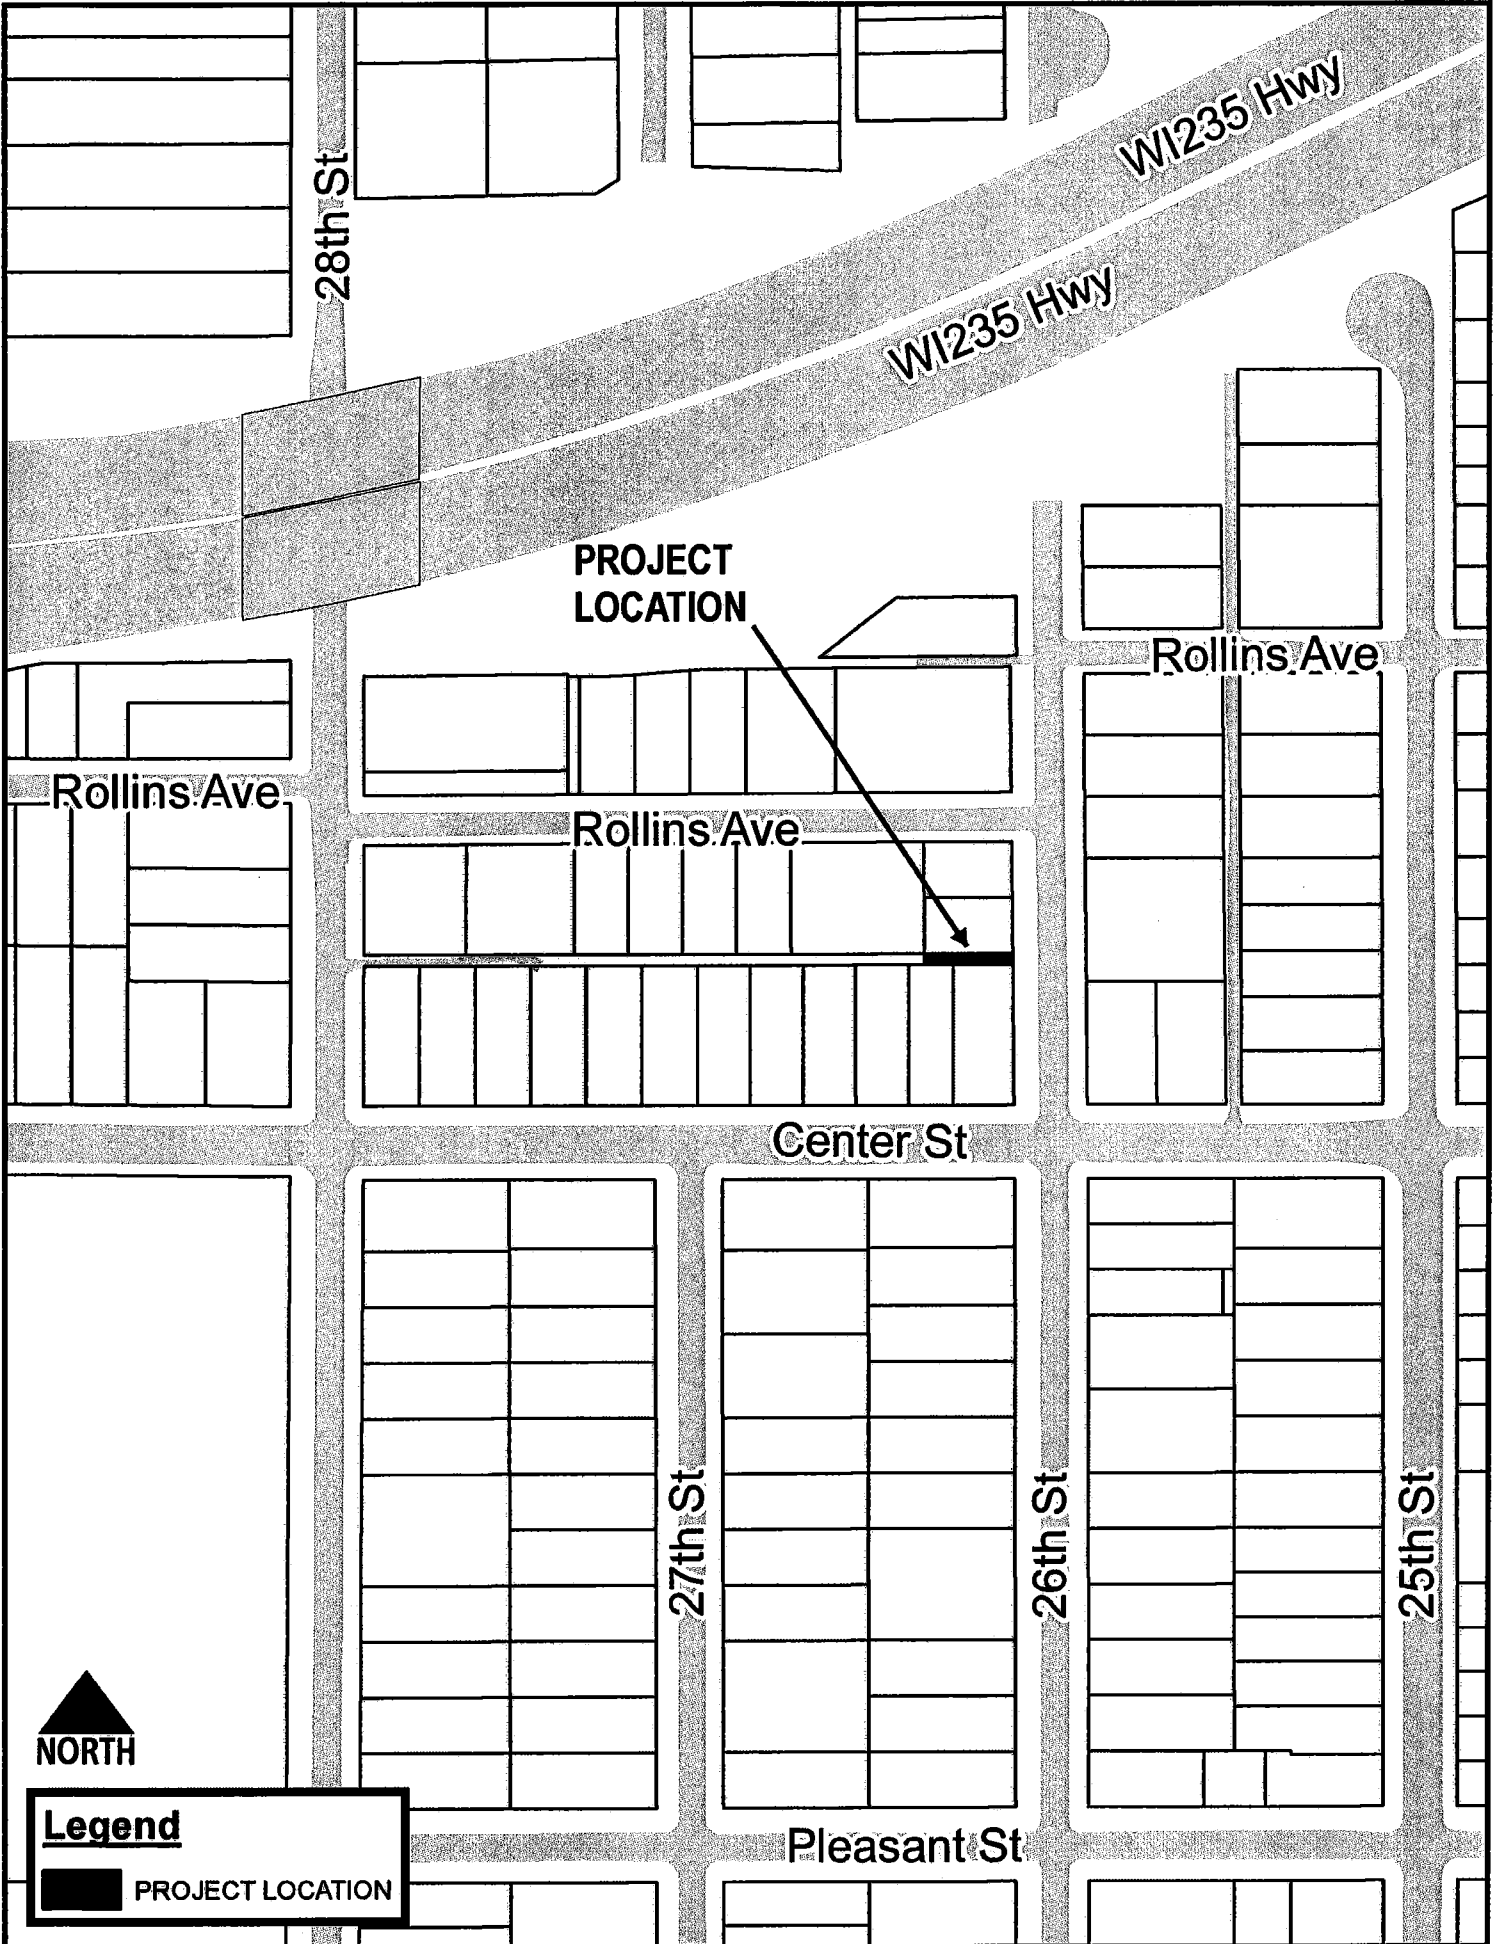 28th St
WI235 Hwy
WI235 Hwy
PROJECT
LOCATION
Rollins Ave
Rollins Ave
Rollins Ave
Center St
27th St
26th St
25th St
NORTH
Legend
PROJECT LOCATION
Pleasant St